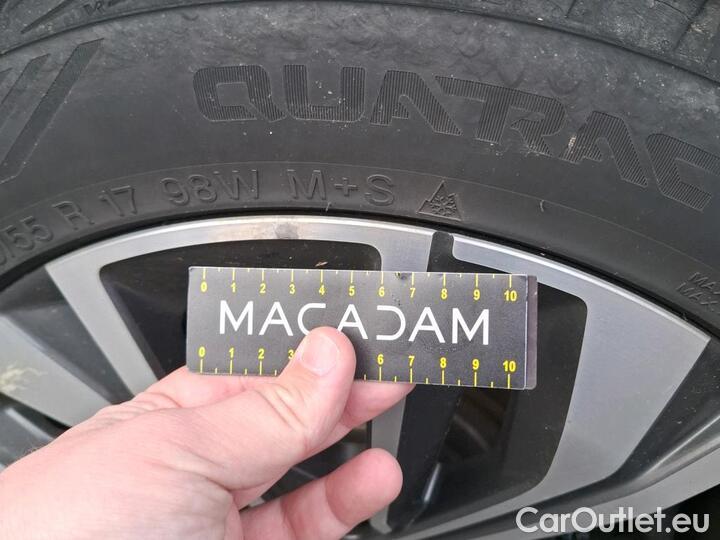 QUATRAC
/55 R 17 98W M+S
0 1 2 3 4 5 6 7 8 9 10
MACADAM
0 1 2 3 6 7 8 9 10
CarOutlet.eu